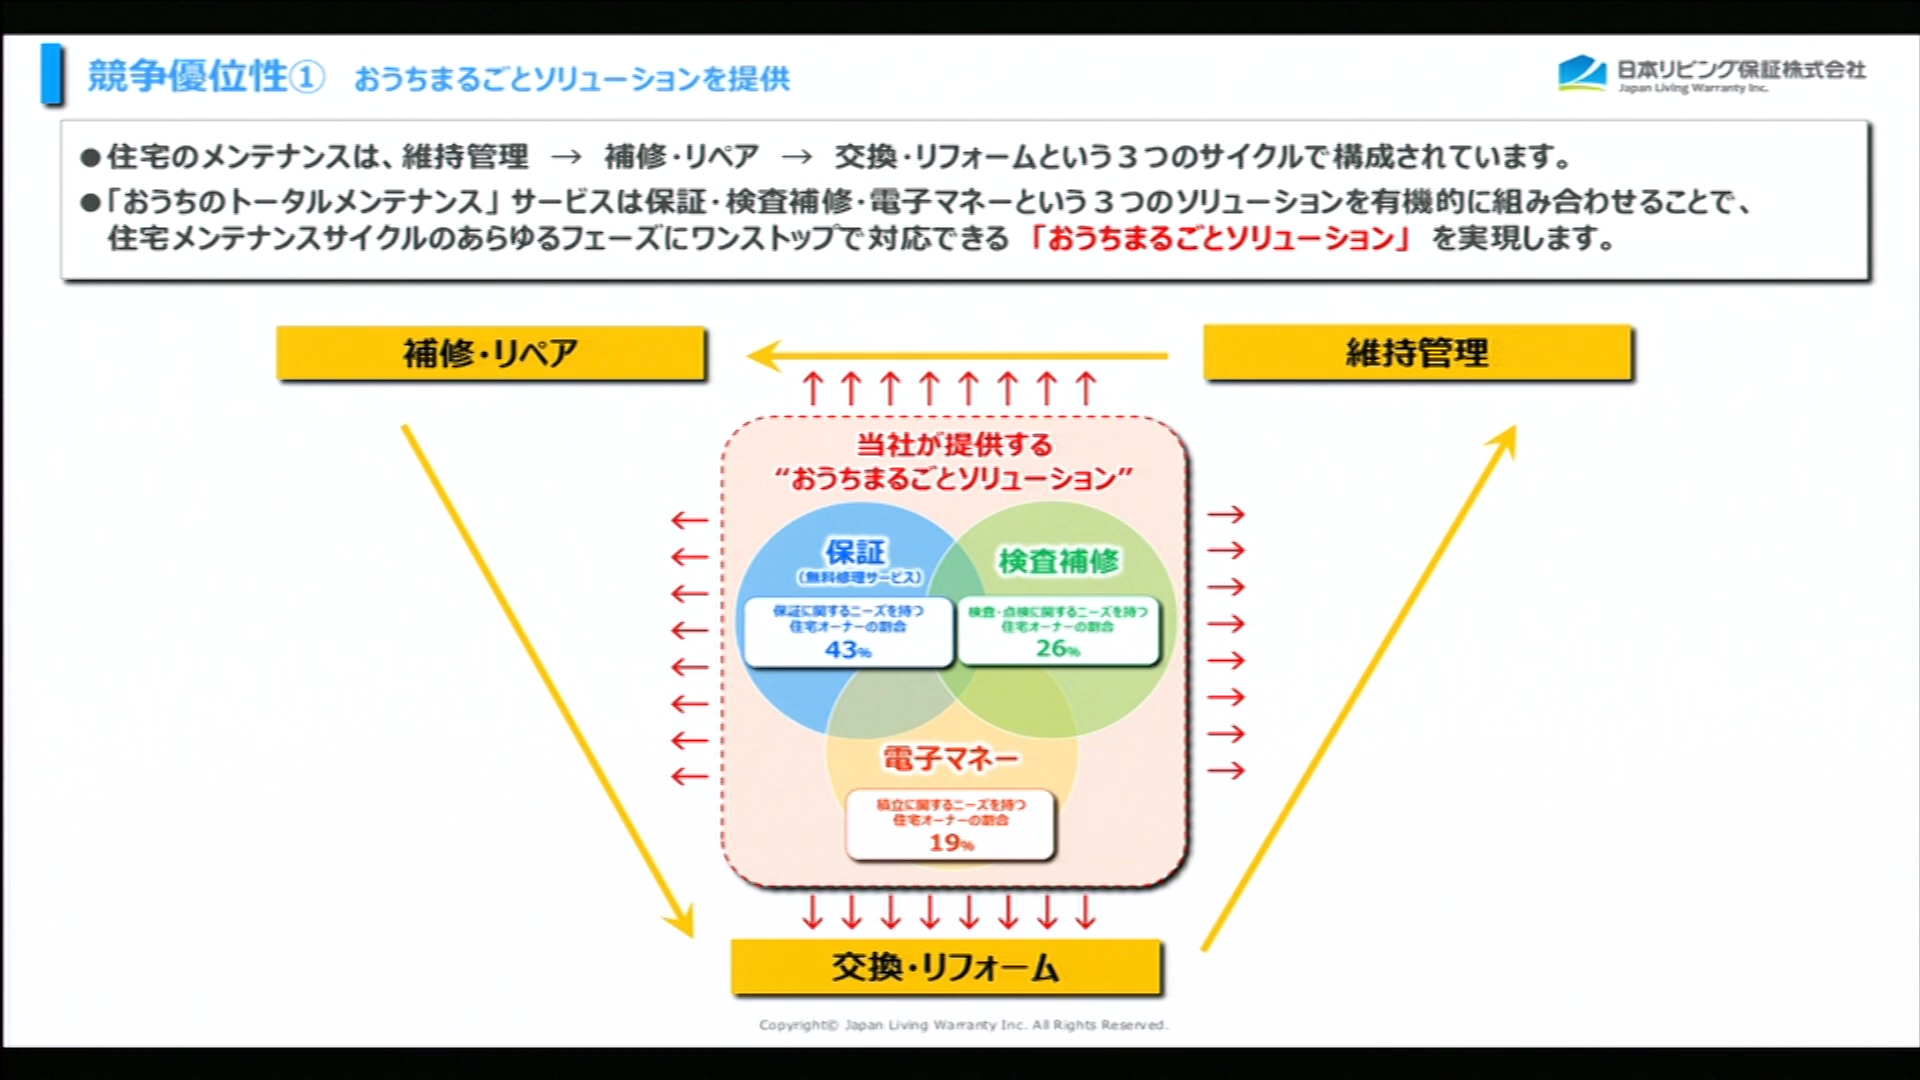 競争優位性① おうちまるごとソリューションを提供
日本リビング保証株式会社
Japan Living Warranty Inc.
●住宅のメンテナンスは、維持管理 → 補修・リペア → 交換・リフォームという３つのサイクルで構成されています。
●「おうちのトータルメンテナンス」サービスは保証・検査補修・電子マネーという３つのソリューションを有機的に組み合わせることで、
住宅メンテナンスサイクルのあらゆるフェーズにワンストップで対応できる 「おうちまるごとソリューション」 を実現します。
補修・リペア
維持管理
当社が提供する
“おうちまるごとソリューション”
保証
（無料修理サービス）
保証に関するニーズを持つ
住宅オーナーの割合
43%
検査補修
検査・点検に関するニーズを持つ
住宅オーナーの割合
26%
電子マネー
積立に関するニーズを持つ
住宅オーナーの割合
19%
交換・リフォーム
Copyright© Japan Living Warranty Inc. All Rights Reserved.